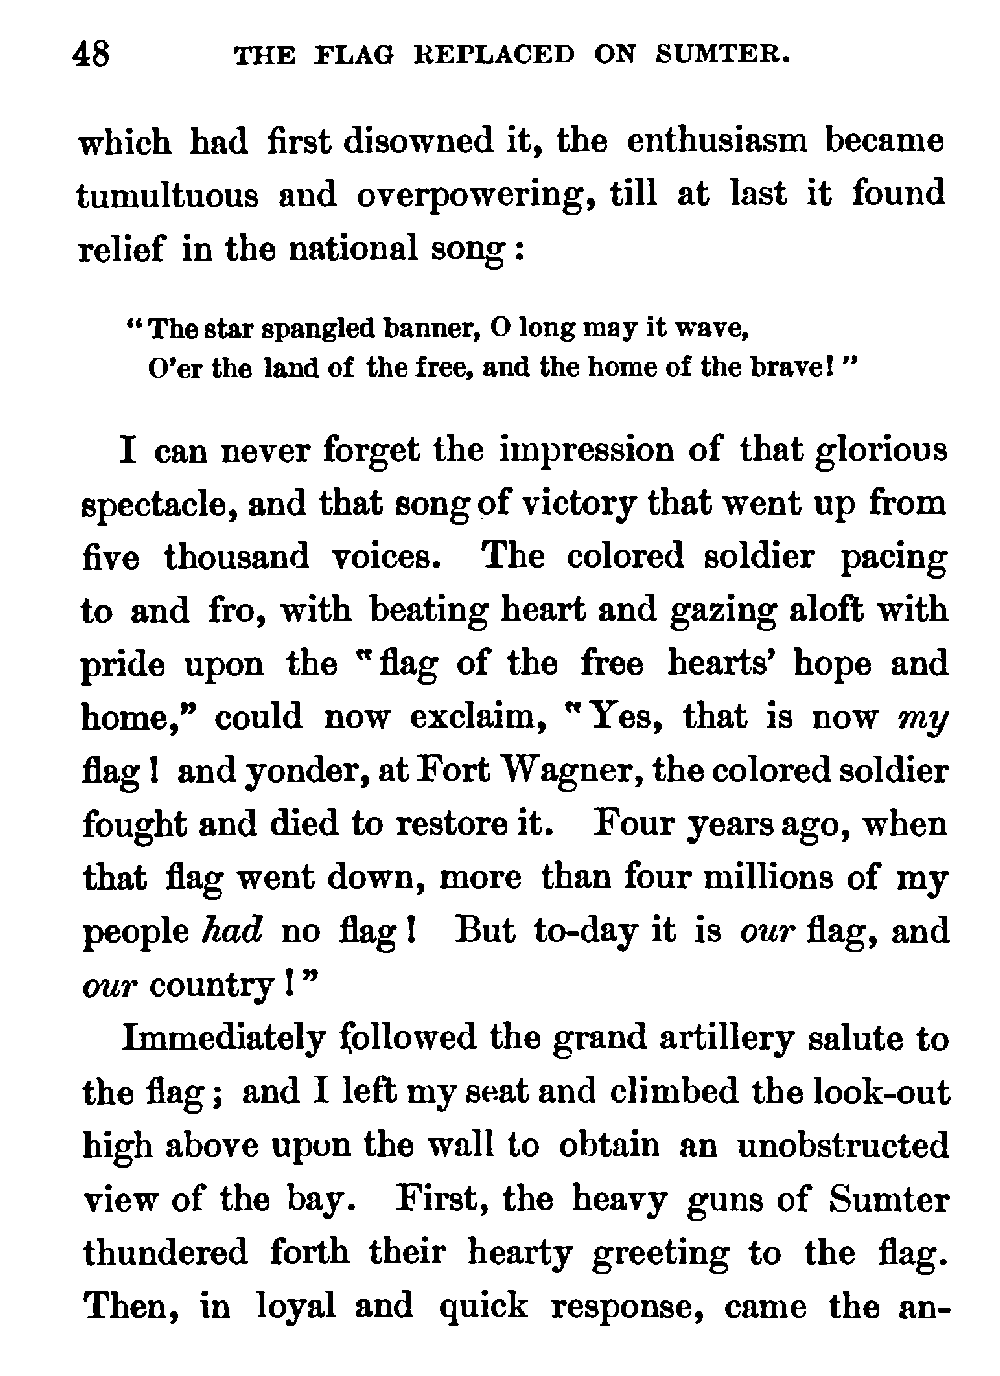 48 THE FLAG REPLACED ON SUMTER.
which had first disowned it, the enthusiasm became
tumultuous and overpowering, till at last it found
relief in the national song :
“ The star spangled banner, O long may it wave,
O’er the land of the free, and the home of the brave! ”
I can never forget the impression of that glorious
spectacle, and that song of victory that went up from
five thousand voices. The colored soldier pacing
to and fro, with beating heart and gazing aloft with
pride upon the “ flag of the free hearts’ hope and
home,” could now exclaim, “ Yes, that is now my
flag ! and yonder, at Fort Wagner, the colored soldier
fought and died to restore it. Four years ago, when
that flag went down, more than four millions of my
people had no flag ! But to-day it is our flag, and
our country ! ”
Immediately followed the grand artillery salute to
the flag ; and I left my seat and climbed the look-out
high above upon the wall to obtain an unobstructed
view of the bay. First, the heavy guns of Sumter
thundered forth their hearty greeting to the flag.
Then, in loyal and quick response, came the an-